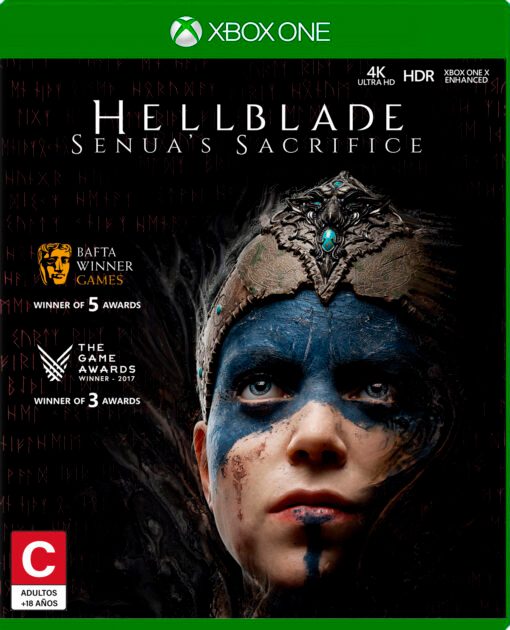 XBOX ONE
4K
ULTRA HD
HDR
XBOX ONE X
ENHANCED
HELLBLADE
SENUA'S SACRIFICE
BAFTA
WINNER
GAMES
WINNER OF 5 AWARDS
THE
GAME
AWARDS
WINNER - 2017
WINNER OF 3 AWARDS
C
ADULTOS
+18 AÑOS